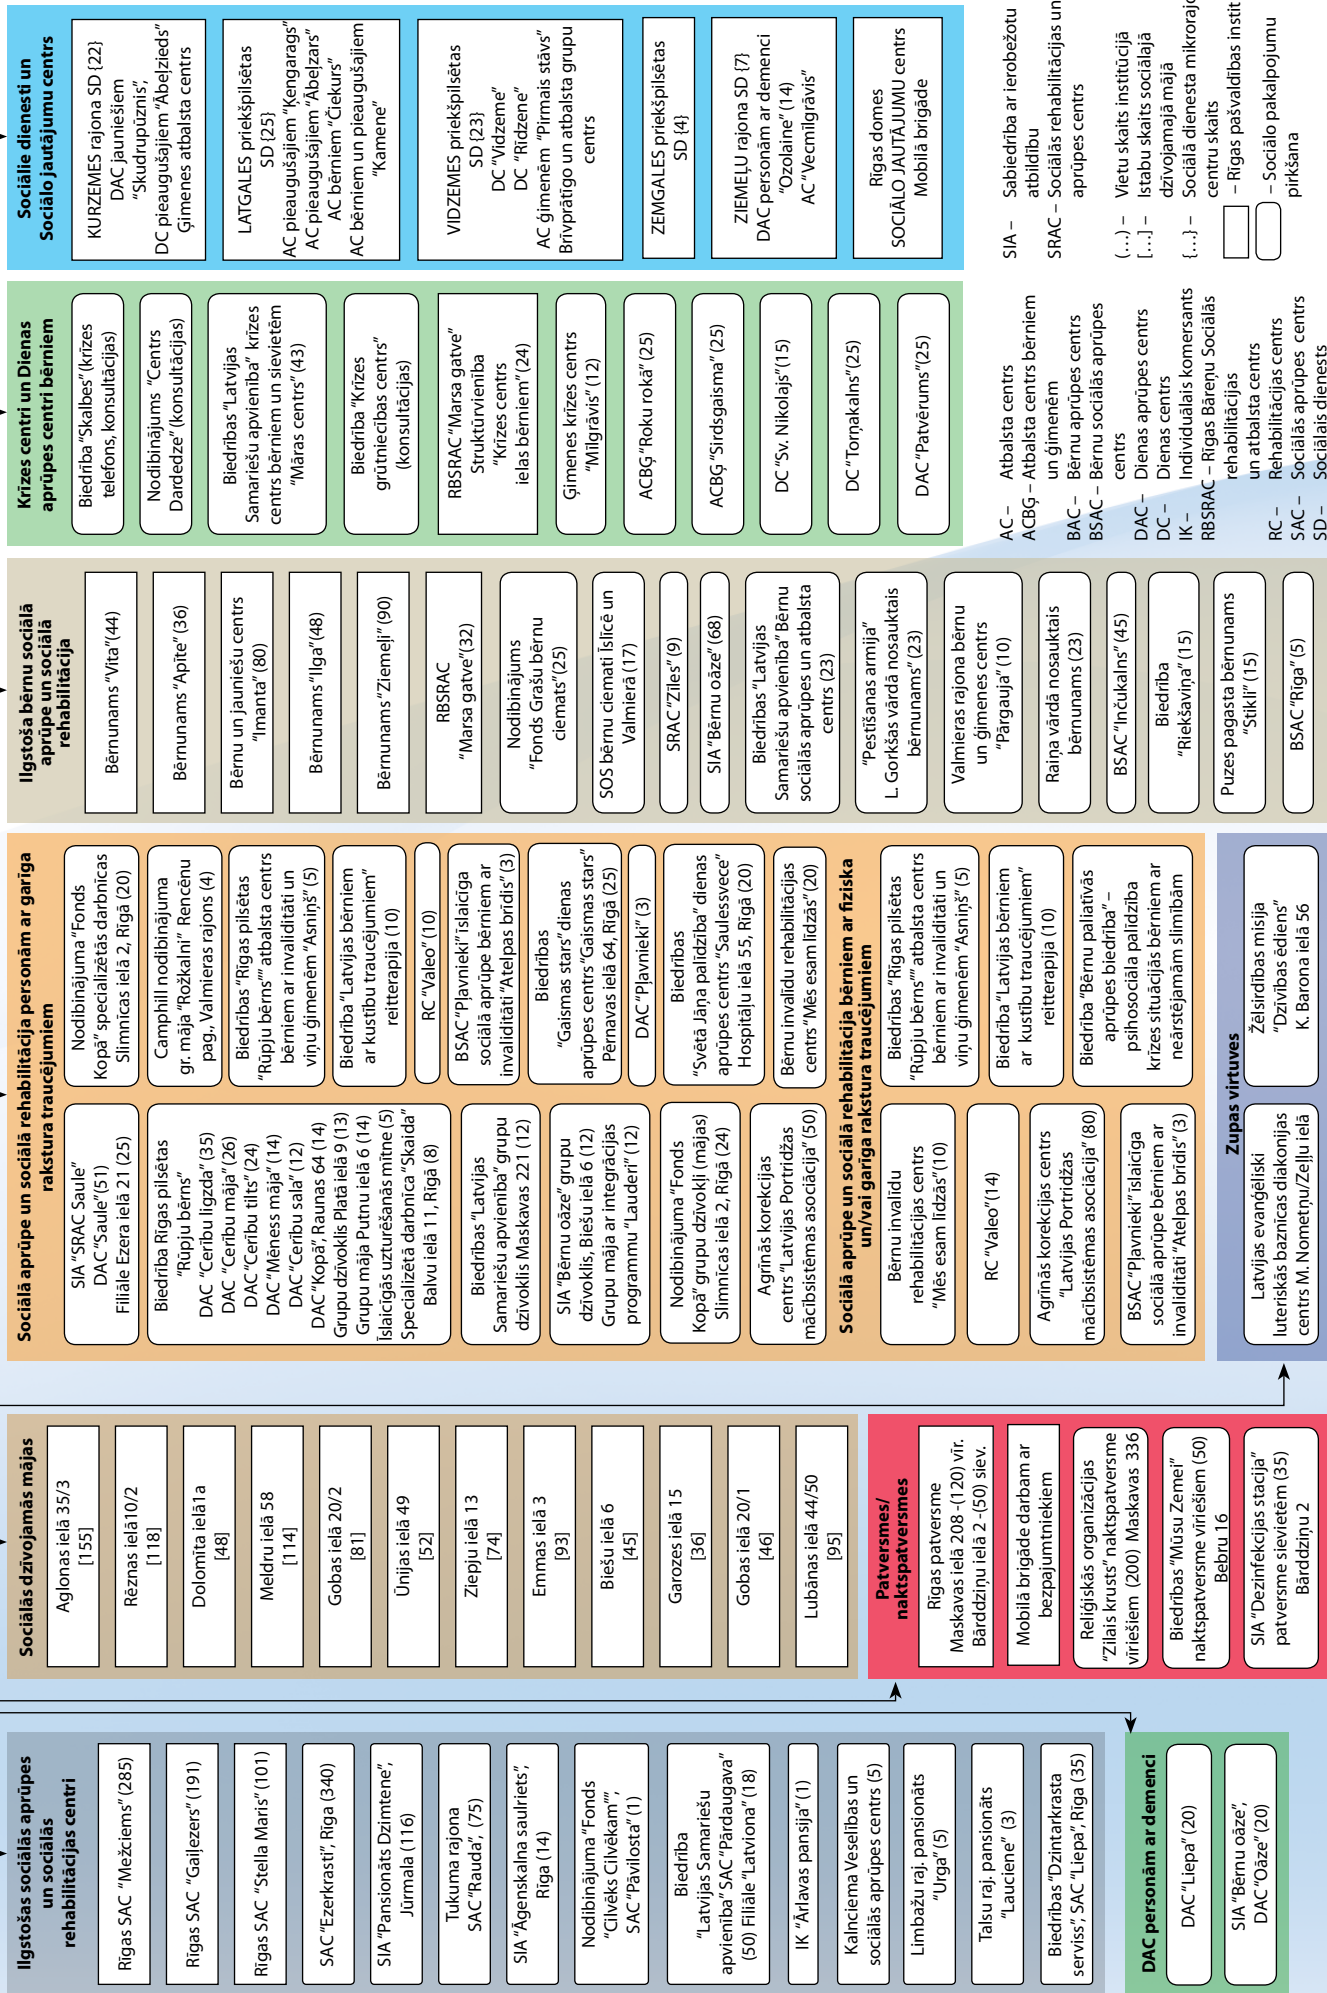 Ilgstošas sociālās aprūpes
un sociālās
rehabilitācijas centri
Rīgas SAC “Mežciems” (285)
Rīgas SAC “Gaiļezers” (191)
Rīgas SAC “Stella Maris” (101)
SAC “Ezerkrasti”, Rīga (340)
SIA “Pansionāts Dzimtene”,
Jūrmala (116)
Tukuma rajona
SAC “Rauda”, (75)
SIA “Āgenskalna saulriets”,
Rīga (14)
Nodibinājuma “Fonds
“Cilvēks Cilvēkam””,
SAC “Pāvilosta” (1)
Biedrība
“Latvijas Samariešu
apvienība” SAC “Pārdaugava”
(50) Filiāle “Latviona” (18)
IK “Ārlavas pansija” (1)
Kalnciema Veselības un
sociālās aprūpes centrs (5)
Limbažu raj. pansionāts
“Urga” (5)
Talsu raj. pansionāts
“Lauciene” (3)
Biedrības “Dzintarkrasta
serviss”, SAC “Liepa”, Rīga (35)
DAC personām ar demenci
DAC “Liepa” (20)
SIA “Bērnu oāze”,
DAC “Oāze” (20)
Sociālās dzīvojamās mājas
Aglonas ielā 35/3
[155]
Rēznas ielā10/2
[118]
Dolomīta ielā1a
[48]
Meldru ielā 58
[114]
Gobas ielā 20/2
[81]
Ūnijas ielā 49
[52]
Ziepju ielā 13
[74]
Emmas ielā 3
[93]
Biešu ielā 6
[45]
Garozes ielā 15
[36]
Gobas ielā 20/1
[46]
Lubānas ielā 44/50
[95]
Patversmes/
naktspatversmes
Rīgas patversme
Maskavas ielā 208 -(120) vīr.
Bārddziņu ielā 2 -(50) siev.
Mobilā brigāde darbam ar
bezpajumtniekiem
Reliģiskās organizācijas
“Zilais krusts” naktspatversme
vīriešiem (200) Maskavas 336
Biedrības “Mūsu Zemei”
naktspatversme vīriešiem (50)
Bebru 16
SIA “Dezinfekcijas stacija”
patversme sievietēm (35)
Bārddziņu 2
Sociālā aprūpe un sociālā rehabilitācija personām ar garīga
rakstura traucējumiem
SIA “SRAC Saule”
DAC “Saule”(51)
Filiāle Ezera ielā 21 (25)
Biedrība Rīgas pilsētas
“Rūpju bērns”
DAC “Cerību ligzda” (35)
DAC “Cerību māja” (26)
DAC “Cerību tilts” (24)
DAC “Mēness māja” (14)
DAC “Cerību sala” (12)
DAC “Kopā”, Raunas 64 (14)
Grupu dzīvoklis Platā ielā 9 (13)
Grupu māja Putnu ielā 6 (14)
Īslaicīgās uzturēšanās mītne (5)
Specializētā darbnīca “Skaida”
Balvu ielā 11, Rīgā (8)
Biedrības “Latvijas
Samariešu apvienība” grupu
dzīvoklis Maskavas 221 (12)
SIA “Bērnu oāze” grupu
dzīvoklis, Biešu ielā 6 (12)
Grupu māja ar integrācijas
programmu “Lauderi” (12)
Nodibinājuma “Fonds
Kopā” grupu dzīvokļi (mājas)
Slimnīcas ielā 2, Rīgā (24)
Agrīnās korekcijas
centrs “Latvijas Portridžas
mācībsistēmas asociācija” (50)
Nodibinājuma “Fonds
Kopā” specializētās darbnīcas
Slimnīcas ielā 2, Rīgā (20)
Camphill nodibinājuma
gr. māja “Rožkalni” Rencēnu
pag., Valmieras rajons (4)
Biedrības “Rīgas pilsētas
“Rūpju bērns”” atbalsta centrs
bērniem ar invaliditāti un
viņu ģimenēm “Asniņš” (5)
Biedrība “Latvijas bērniem
ar kustību traucējumiem”
reitterapija (10)
RC “Valeo” (10)
BSAC “Pļavnieki” īslaicīga
sociālā aprūpe bērniem ar
invaliditāti “Atelpas brīdis” (3)
Biedrības
“Gaismas stars” dienas
aprūpes centrs “Gaismas stars”
Pērnavas ielā 64, Rīgā (25)
DAC “Pļavnieki” (3)
Biedrība
“Svētā Jāņa palīdzība” dienas
aprūpes centrs “Saulessvece”
Hospitāļu ielā 55, Rīgā (20)
Bērnu invalīdu rehabilitācijas
centrs “Mēs esam līdzās” (20)
Sociālā aprūpe un sociālā rehabilitācija bērniem ar fiziska
un/vai garīga rakstura traucējumiem
Bērnu invalīdu
rehabilitācijas centrs
“Mēs esam līdzās”(10)
RC “Valeo”(14)
Agrīnās korekcijas centrs
“Latvijas Portridžas
mācībsistēmas asociācija” (80)
BSAC “Pļavnieki” īslaicīga
sociālā aprūpe bērniem ar
invaliditāti “Atelpas brīdis” (3)
Biedrības “Rīgas pilsētas
“Rūpju bērns”” atbalsta centrs
bērniem ar invaliditāti un
viņu ģimenēm “Asniņš” (5)
Biedrība “Latvijas bērniem
ar kustību traucējumiem”
reitterapija (10)
Biedrība “Bērnu paliatīvās
aprūpes biedrība” –
psihosociāla palīdzība
krīzes situācijās bērniem ar
neārstējamām slimībām
Zupas virtuves
Latvijas evaņģēliski
luteriskās baznīcas diakonijas
centrs M. Nometņu/Zeļļu ielā
Žēlsirdības misija
“Dzīvības ēdiens”
K. Barona ielā 56
Ilgstoša bērnu sociālā
aprūpe un sociālā
rehabilitācija
Bērnunams “Vita”(44)
Bērnunams “Apīte” (36)
Bērnu un jauniešu centrs
“Imanta” (80)
Bērnunams “Ilga”(48)
Bērnunams “Ziemeļi” (90)
RBSRAC
“Marsa gatve”(32)
Nodibinājums
“Fonds Grašu bērnu
ciemats”(25)
SOS bērnu ciemati Īslīcē un
Valmierā (17)
SRAC “Zīles” (9)
SIA “Bērnu oāze” (68)
Biedrības “Latvijas
Samariešu apvienība” Bērnu
sociālās aprūpes un atbalsta
centrs (23)
“Pestīšanas armija”
L. Gorkšas vārdā nosauktais
bērnunams” (23)
Valmieras rajona bērnu
un ģimenes centrs
“Pārgauja” (10)
Raiņa vārdā nosauktais
bērnunams (23)
BSAC “Inčukalns” (45)
Biedrība
“Riekšaviņa” (15)
Puzes pagasta bērnunams
“Stikli” (15)
BSAC “Rīga” (5)
Krīzes centri un Dienas
aprūpes centri bērniem
Biedrība “Skalbes” (krīzes
telefons, konsultācijas)
Nodibinājums “Centrs
Dardedze” (konsultācijas)
Biedrības “Latvijas
Samariešu apvienība” krīzes
centrs bērniem un sievietēm
“Māras centrs” (43)
Biedrība “Krīzes
grūtniecības centrs”
(konsultācijas)
RBSRAC “Marsa gatve”
Struktūrvienība
“Krīzes centrs
ielas bērniem”(24)
Ģimenes krīzes centrs
“Mīlgrāvis” (12)
ACBĢ “Roku rokā” (25)
ACBĢ “Sirdsgaisma” (25)
DC “Sv. Nikolajs” (15)
DC “Torņakalns” (25)
DAC “Patvērums”(25)
AC – Atbalsta centrs
ACBĢ – Atbalsta centrs bērniem
un ģimenēm
BAC – Bērnu aprūpes centrs
BSAC – Bērnu sociālās aprūpes
centrs
DAC – Dienas aprūpes centrs
DC – Dienas centrs
IK – Individuālais komersants
RBSRAC – Rīgas Bāreņu Sociālās
rehabilitācijas
un atbalsta centrs
RC – Rehabilitācijas centrs
SAC – Sociālās aprūpes centrs
SD – Sociālais dienests
Sociālie dienesti un
Sociālo jautājumu centrs
KURZEMES rajona SD {22}
DAC jauniešiem
“Skudrupūznis”,
DC pieaugušajiem “Ābeļzieds”
Ģimenes atbalsta centrs
LATGALES priekšpilsētas
SD {25}
AC pieaugušajiem “Ķengarags”
AC pieaugušajiem “Ābeļzars”
AC bērniem “Čiekurs”
AC bērniem un pieaugušajiem
“Kamene”
VIDZEMES priekšpilsētas
SD {23}
DC “Vidzeme”
DC “Rīdzene”
AC ģimenēm “Pirmais stāvs”
Brīvprātīgo un atbalsta grupu
centrs
ZEMGALES priekšpilsētas
SD {4}
ZIEMEĻU rajona SD {7}
DAC personām ar demenci
“Ozolaine” (14)
AC “Vecmīlgrāvis”
Rīgas domes
SOCIĀLO JAUTĀJUMU centrs
Mobilā brigāde
SIA – Sabiedrība ar ierobežotu
atbildību
SRAC – Sociālās rehabilitācijas un
aprūpes centrs
(…) – Vietu skaits institūcijā
[…] – Istabu skaits sociālajā
dzīvojamajā mājā
{…} – Sociālā dienesta mikrorajo
centru skaits
– Rīgas pašvaldības instit
– Sociālo pakalpojumu
pirkšana